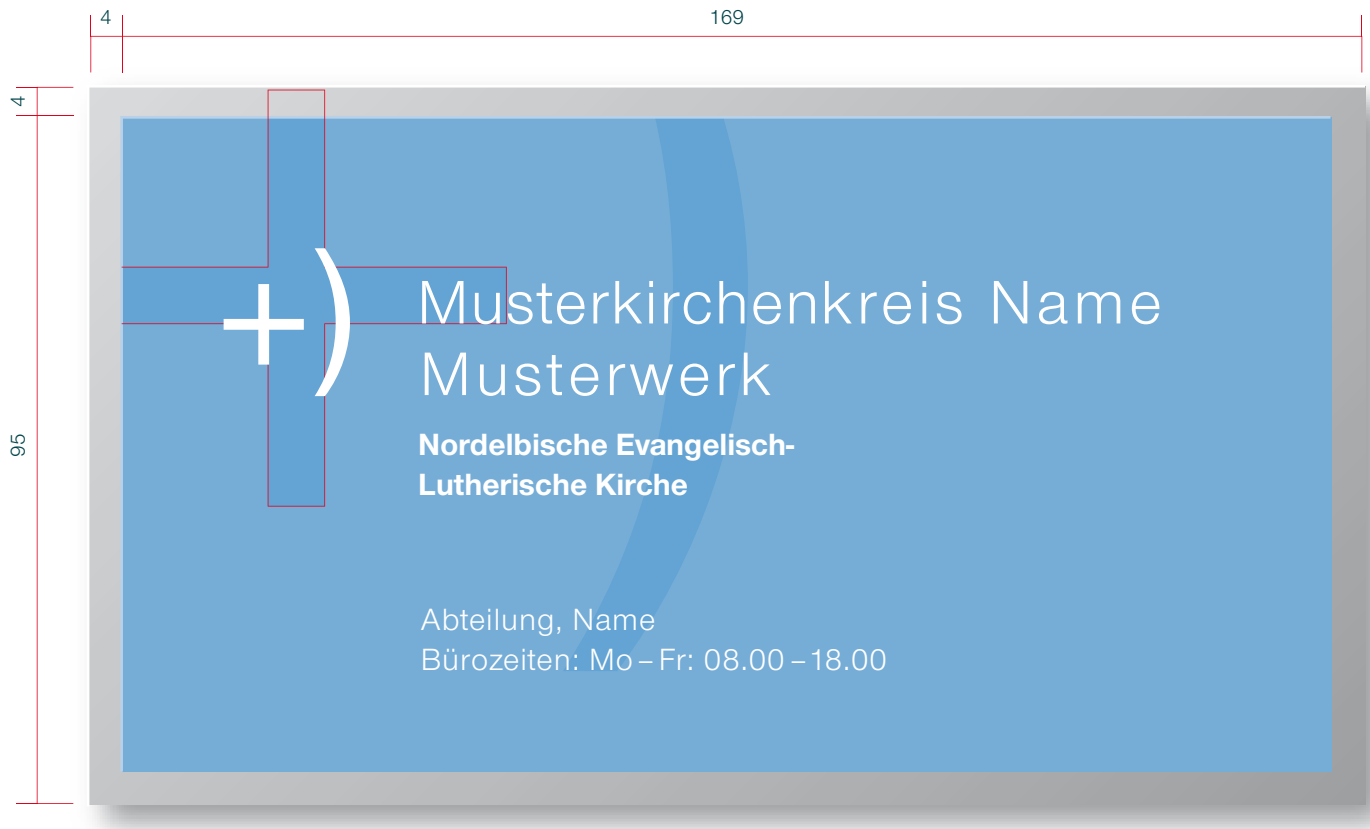 4
169
4
95
+)
Musterkirchenkreis Name
Musterwerk
Nordelbische Evangelisch-
Lutherische Kirche
Abteilung, Name
Bürozeiten: Mo – Fr: 08.00 – 18.00